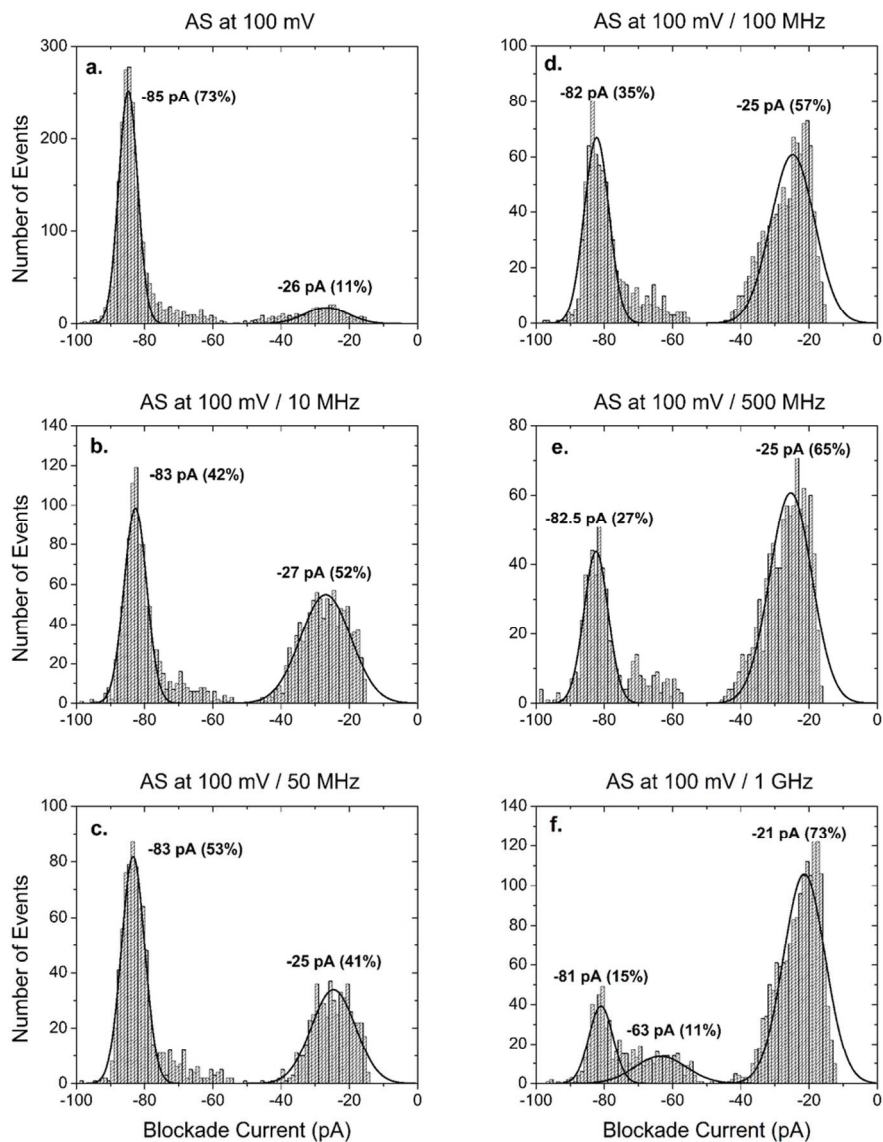 AS at 100 mV
a.
-85 pA (73%)
-26 pA (11%)
300
200
100
0
-100 -80 -60 -40 -20 0
Number of Events
AS at 100 mV / 10 MHz
b.
-83 pA (42%)
-27 pA (52%)
140
120
100
80
60
40
20
0
-100 -80 -60 -40 -20 0
Number of Events
AS at 100 mV / 50 MHz
c.
-83 pA (53%)
-25 pA (41%)
100
80
60
40
20
0
-100 -80 -60 -40 -20 0
Number of Events
Blockade Current (pA)
AS at 100 mV / 100 MHz
d.
-82 pA (35%)
-25 pA (57%)
100
80
60
40
20
0
-100 -80 -60 -40 -20 0
AS at 100 mV / 500 MHz
e.
-25 pA (65%)
-82.5 pA (27%)
80
60
40
20
0
-100 -80 -60 -40 -20 0
AS at 100 mV / 1 GHz
f.
-21 pA (73%)
-81 pA (15%)
-63 pA (11%)
140
120
100
80
60
40
20
0
-100 -80 -60 -40 -20 0
Blockade Current (pA)